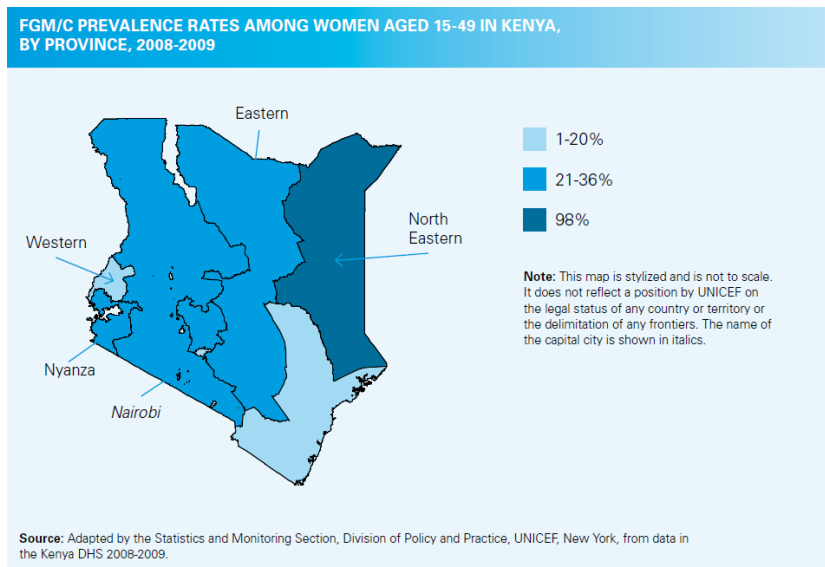 FGM/C PREVALENCE RATES AMONG WOMEN AGED 15-49 IN KENYA,
BY PROVINCE, 2008-2009
Eastern
1-20%
21-36%
98%
North
Eastern
Western
Note: This map is stylized and is not to scale.
It does not reflect a position by UNICEF on
the legal status of any country or territory or
the delimitation of any frontiers. The name of
the capital city is shown in italics.
Nyanza
Nairobi
Source: Adapted by the Statistics and Monitoring Section, Division of Policy and Practice, UNICEF, New York, from data in
the Kenya DHS 2008-2009.